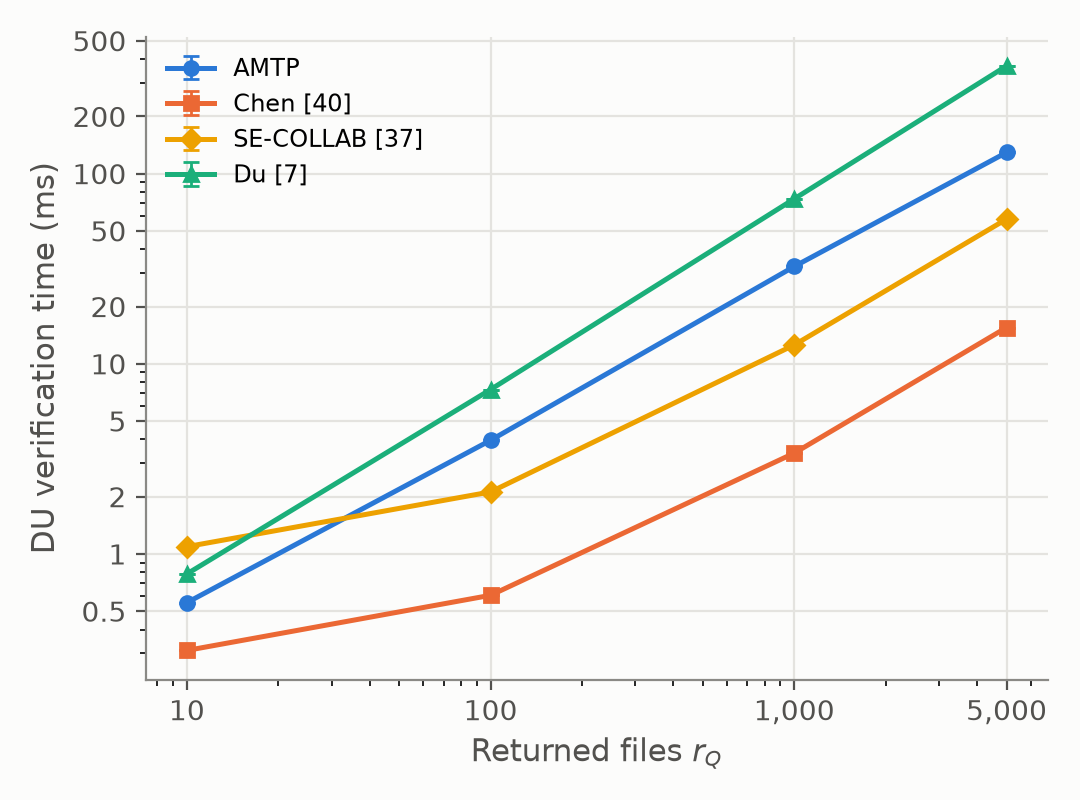 500
200
100
50
20
10
5
2
1
0.5
DU verification time (ms)
AMTP
Chen [40]
SE-COLLAB [37]
Du [7]
10
100
1,000
5,000
Returned files r_Q